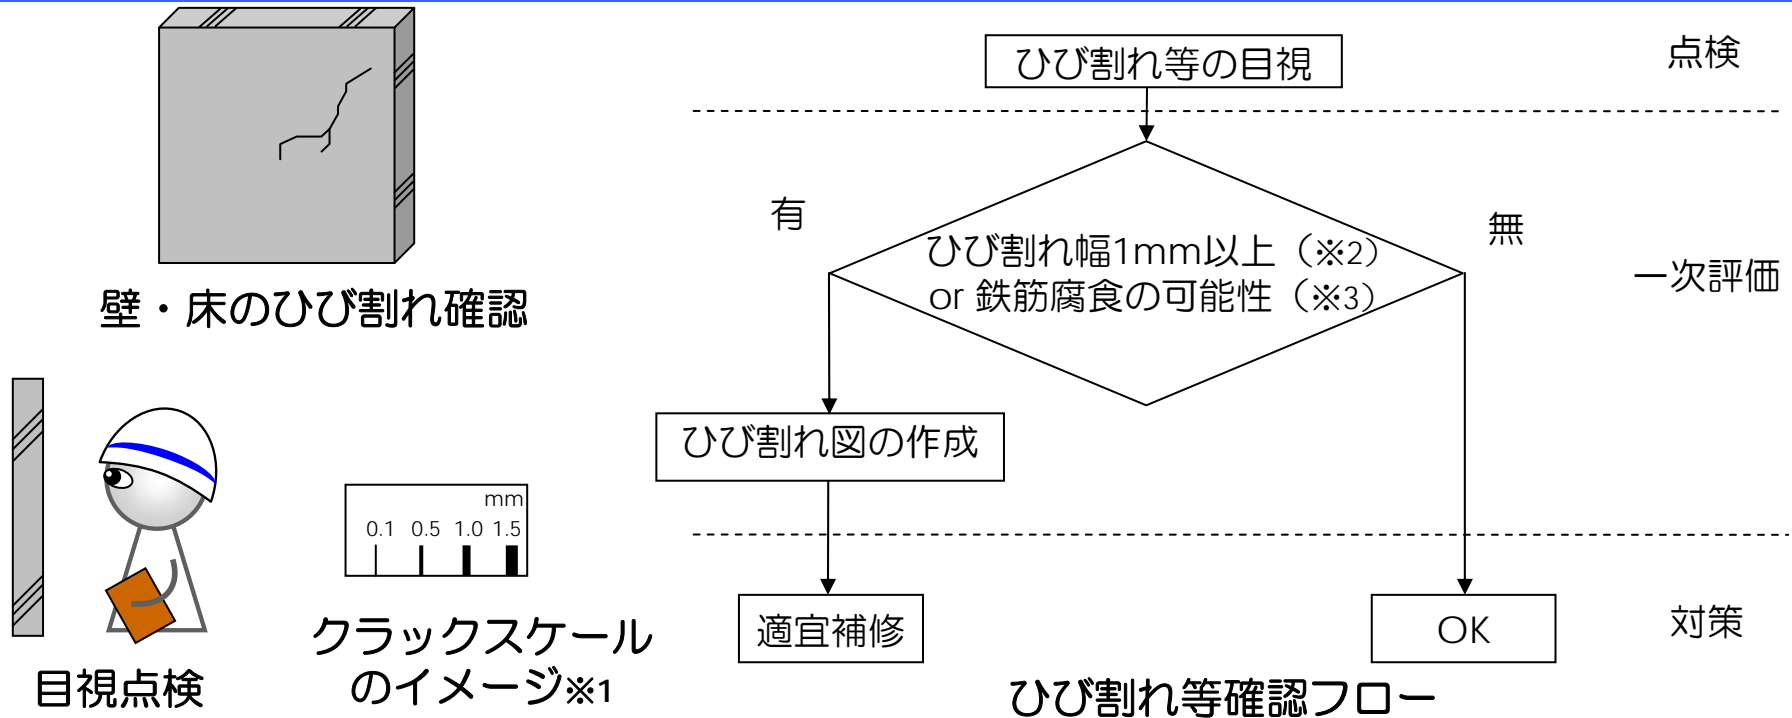 壁・床のひび割れ確認
目視点検
mm
0.1 0.5 1.0 1.5
クラックスケール
のイメージ※1
ひび割れ等の目視
点検
有
無
ひび割れ幅1mm以上（※2）
or 鉄筋腐食の可能性（※3）
一次評価
ひび割れ図の作成
適宜補修
OK
対策
ひび割れ等確認フロー